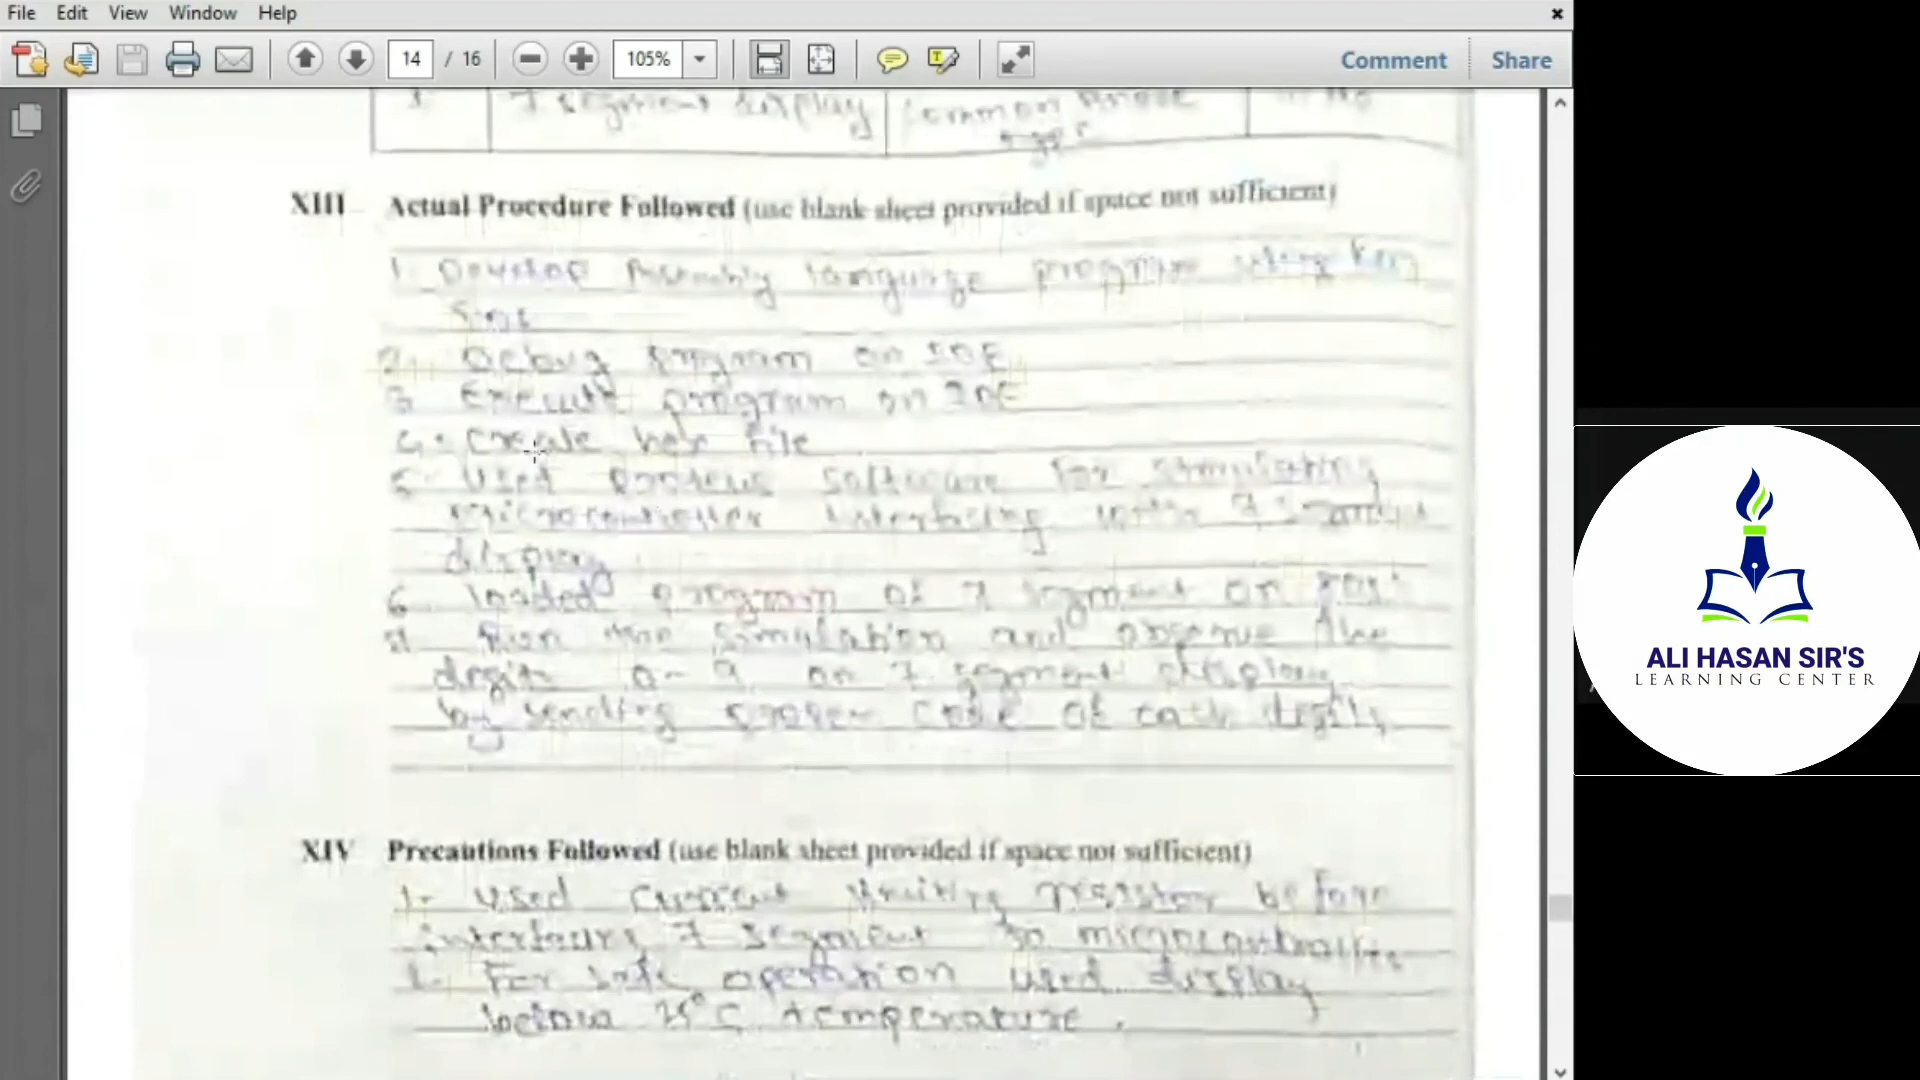 File Edit View Window Help
14 / 16 105% Comment Share
7 segment display Common Anode
type
XIII Actual Procedure Followed (use blank sheet provided if space not sufficient)
1. Develop Assembly language program using
2. Debug program on IDE
3. Execute program on IDE
4. Create hex file
5. Used proteus software for simulating
microcontroller interfacing with 7 segment
display
6. loaded program of 7 segment on
Run the simulation and observe the
digits 0-9 on 7 segment display
by sending proper code of each digits
XIV Precautions Followed (use blank sheet provided if space not sufficient)
1. Used current limiting resistor before
interfacing 7 segment to microcontroller
2. For safe operation used display
below 25°C temperature.
ALI HASAN SIR'S
LEARNING CENTER